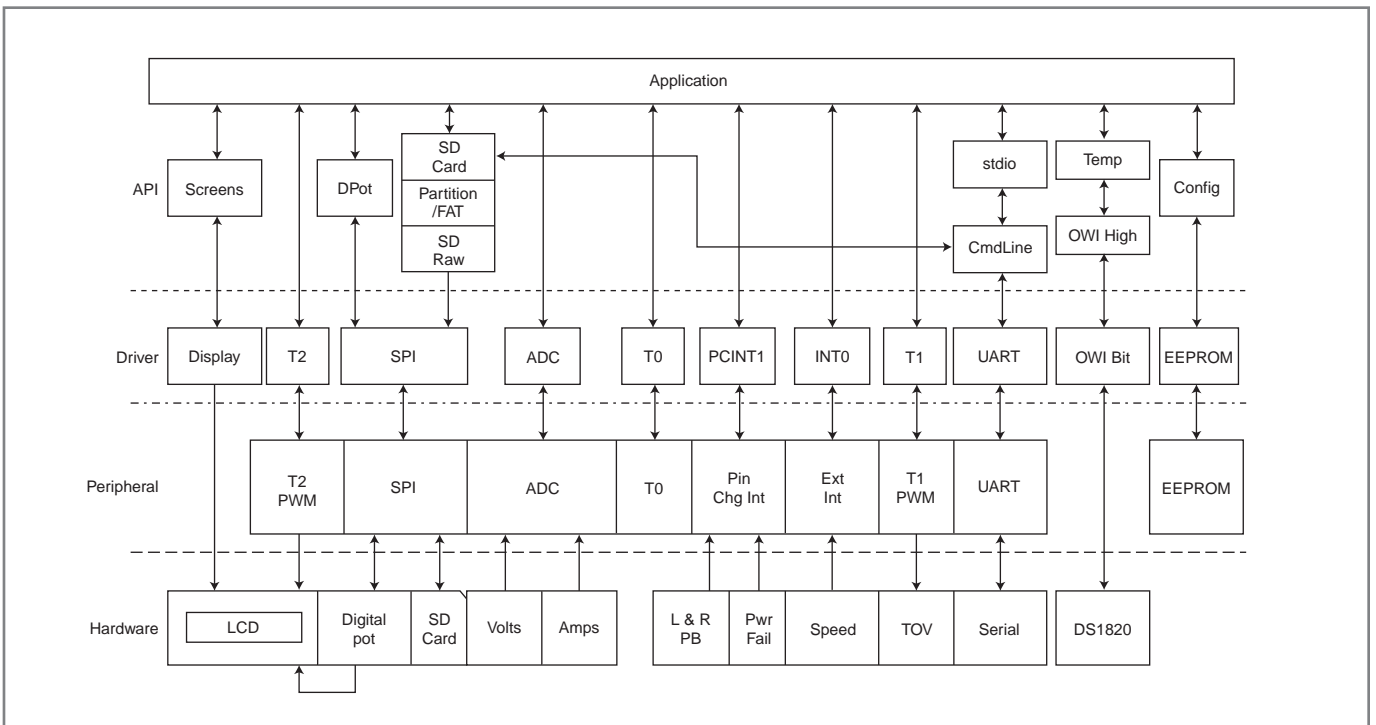 Application
API
Screens
DPot
SD
Card
Partition
/FAT
SD
Raw
stdio
CmdLine
Temp
OWI High
Config
Driver
Display
T2
SPI
ADC
T0
PCINT1
INT0
T1
UART
OWI Bit
EEPROM
Peripheral
T2
PWM
SPI
ADC
T0
Pin
Chg Int
Ext
Int
T1
PWM
UART
EEPROM
Hardware
LCD
Digital
pot
SD
Card
Volts
Amps
L & R
PB
Pwr
Fail
Speed
TOV
Serial
DS1820